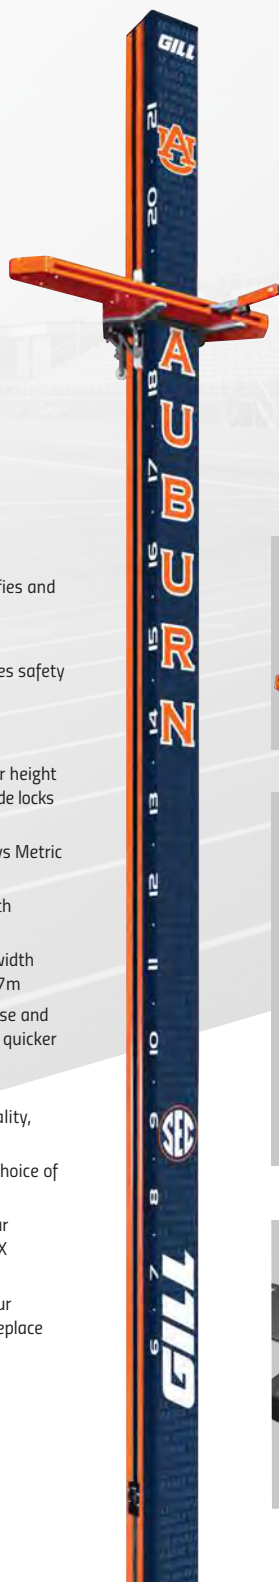 GILL
21
AU
20
AUBURN
18
17
16
15
14
13
12
11
10
9
SEC
8
7
6
GILL
fies and
es safety
r height
de locks
ys Metric
th
width
7m
se and
quicker
lity,
hoice of
ur
X
ur
eplace